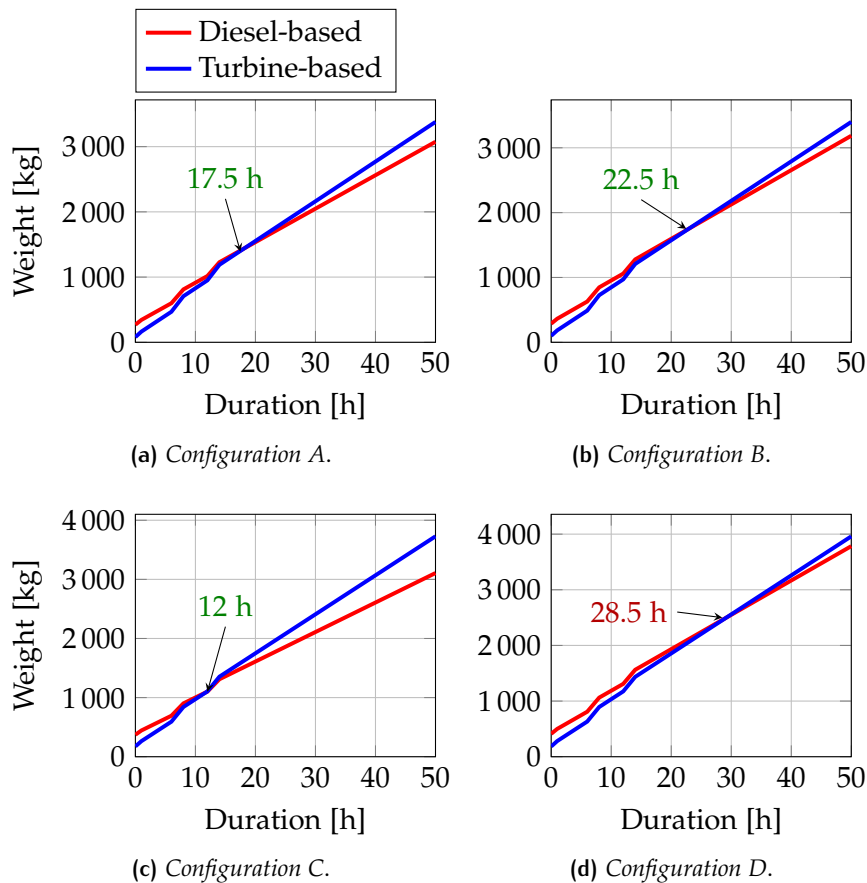 Diesel-based
Turbine-based
3 000
2 000
1 000
0
Weight [kg]
17.5 h
0 10 20 30 40 50
Duration [h]
(a) Configuration A.
3 000
2 000
1 000
0
22.5 h
0 10 20 30 40 50
Duration [h]
(b) Configuration B.
4 000
3 000
2 000
1 000
0
Weight [kg]
12 h
0 10 20 30 40 50
Duration [h]
(c) Configuration C.
4 000
3 000
2 000
1 000
0
28.5 h
0 10 20 30 40 50
Duration [h]
(d) Configuration D.